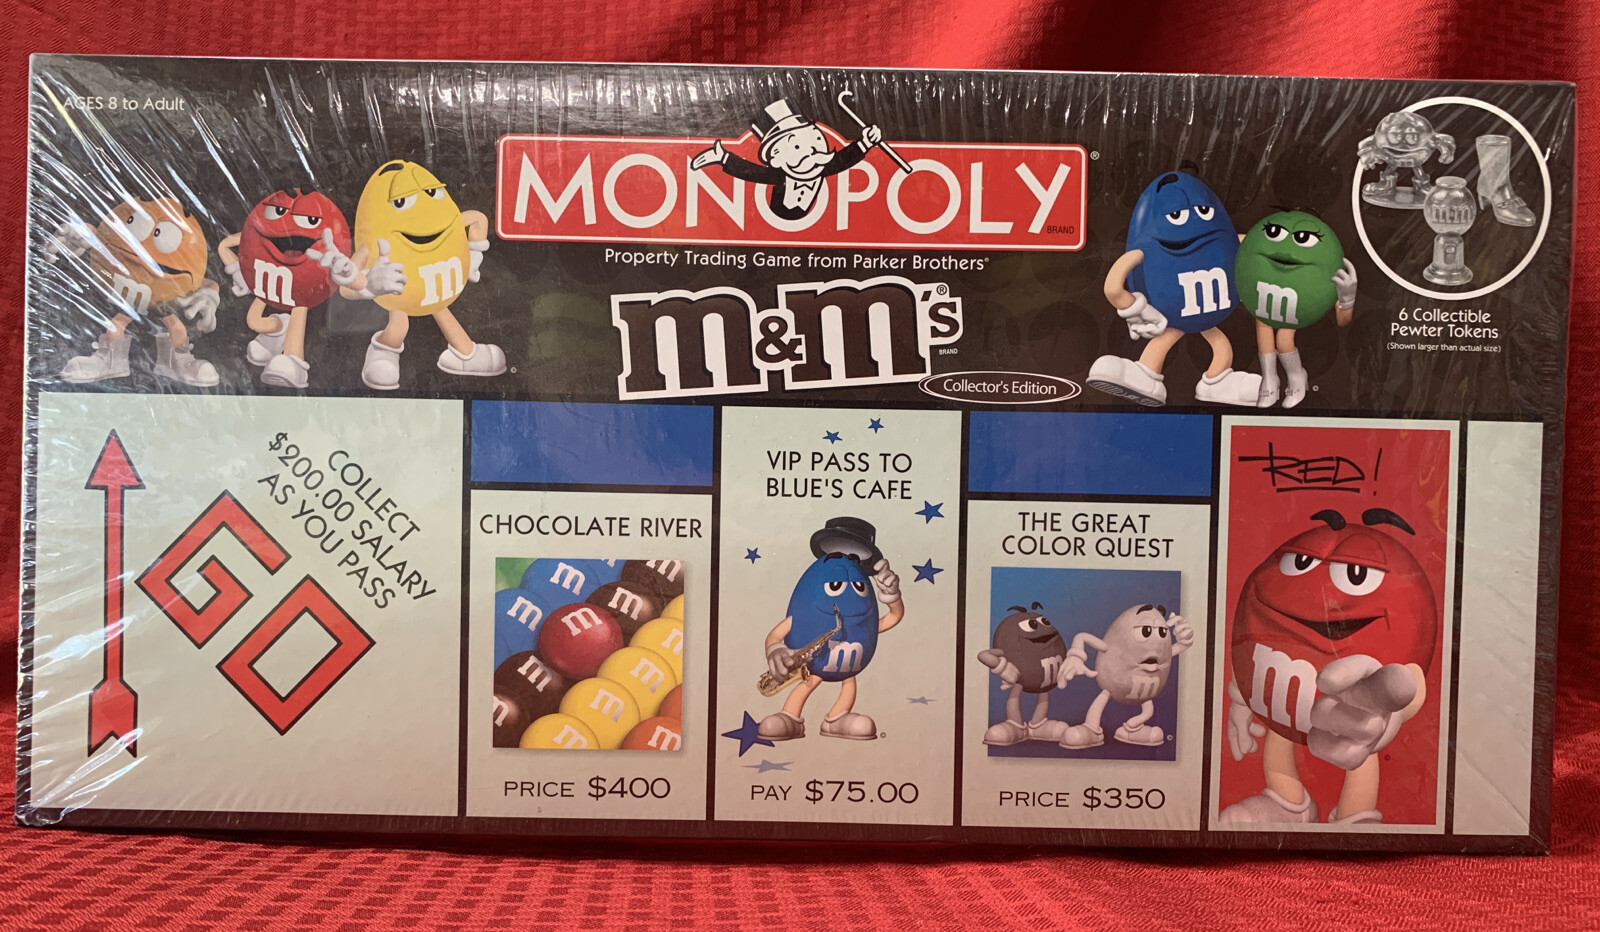 AGES 8 to Adult
MONOPOLY®
BRAND
Property Trading Game from Parker Brothers®
m&m's®
BRAND
Collector's Edition
6 Collectible
Pewter Tokens
(Shown larger than actual size)
m
m
m
m
m
m&m
COLLECT
$200.00 SALARY
AS YOU PASS
GO
CHOCOLATE RIVER
m
m
m
m
m
m
m
m
m
m
m
m
PRICE $400
VIP PASS TO
BLUE'S CAFE
m
PAY $75.00
THE GREAT
COLOR QUEST
m
m
PRICE $350
RED!
m